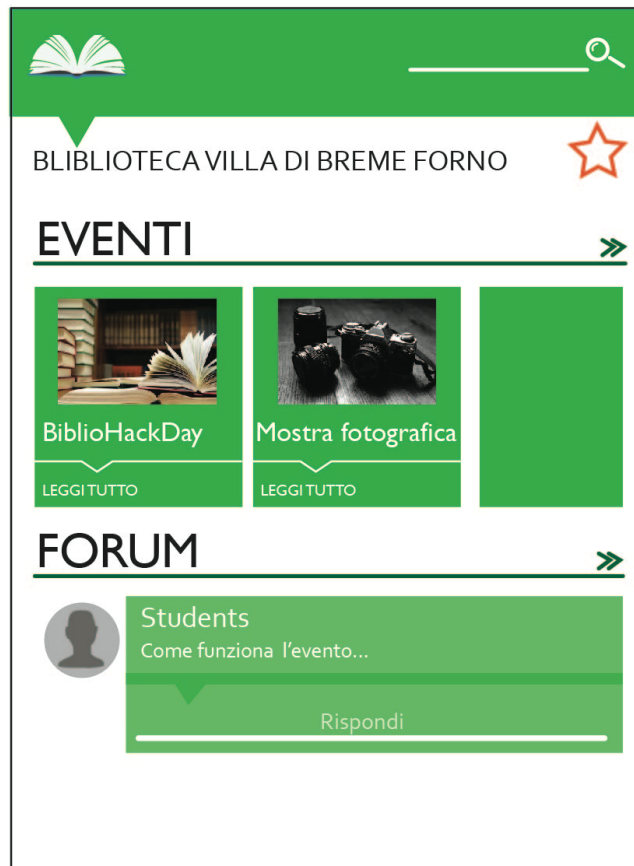 BLIBLIOTECA VILLA DI BREME FORNO
EVENTI
BiblioHackDay
Mostra fotografica
LEGGI TUTTO
LEGGI TUTTO
FORUM
Students
Come funziona l'evento...
Rispondi